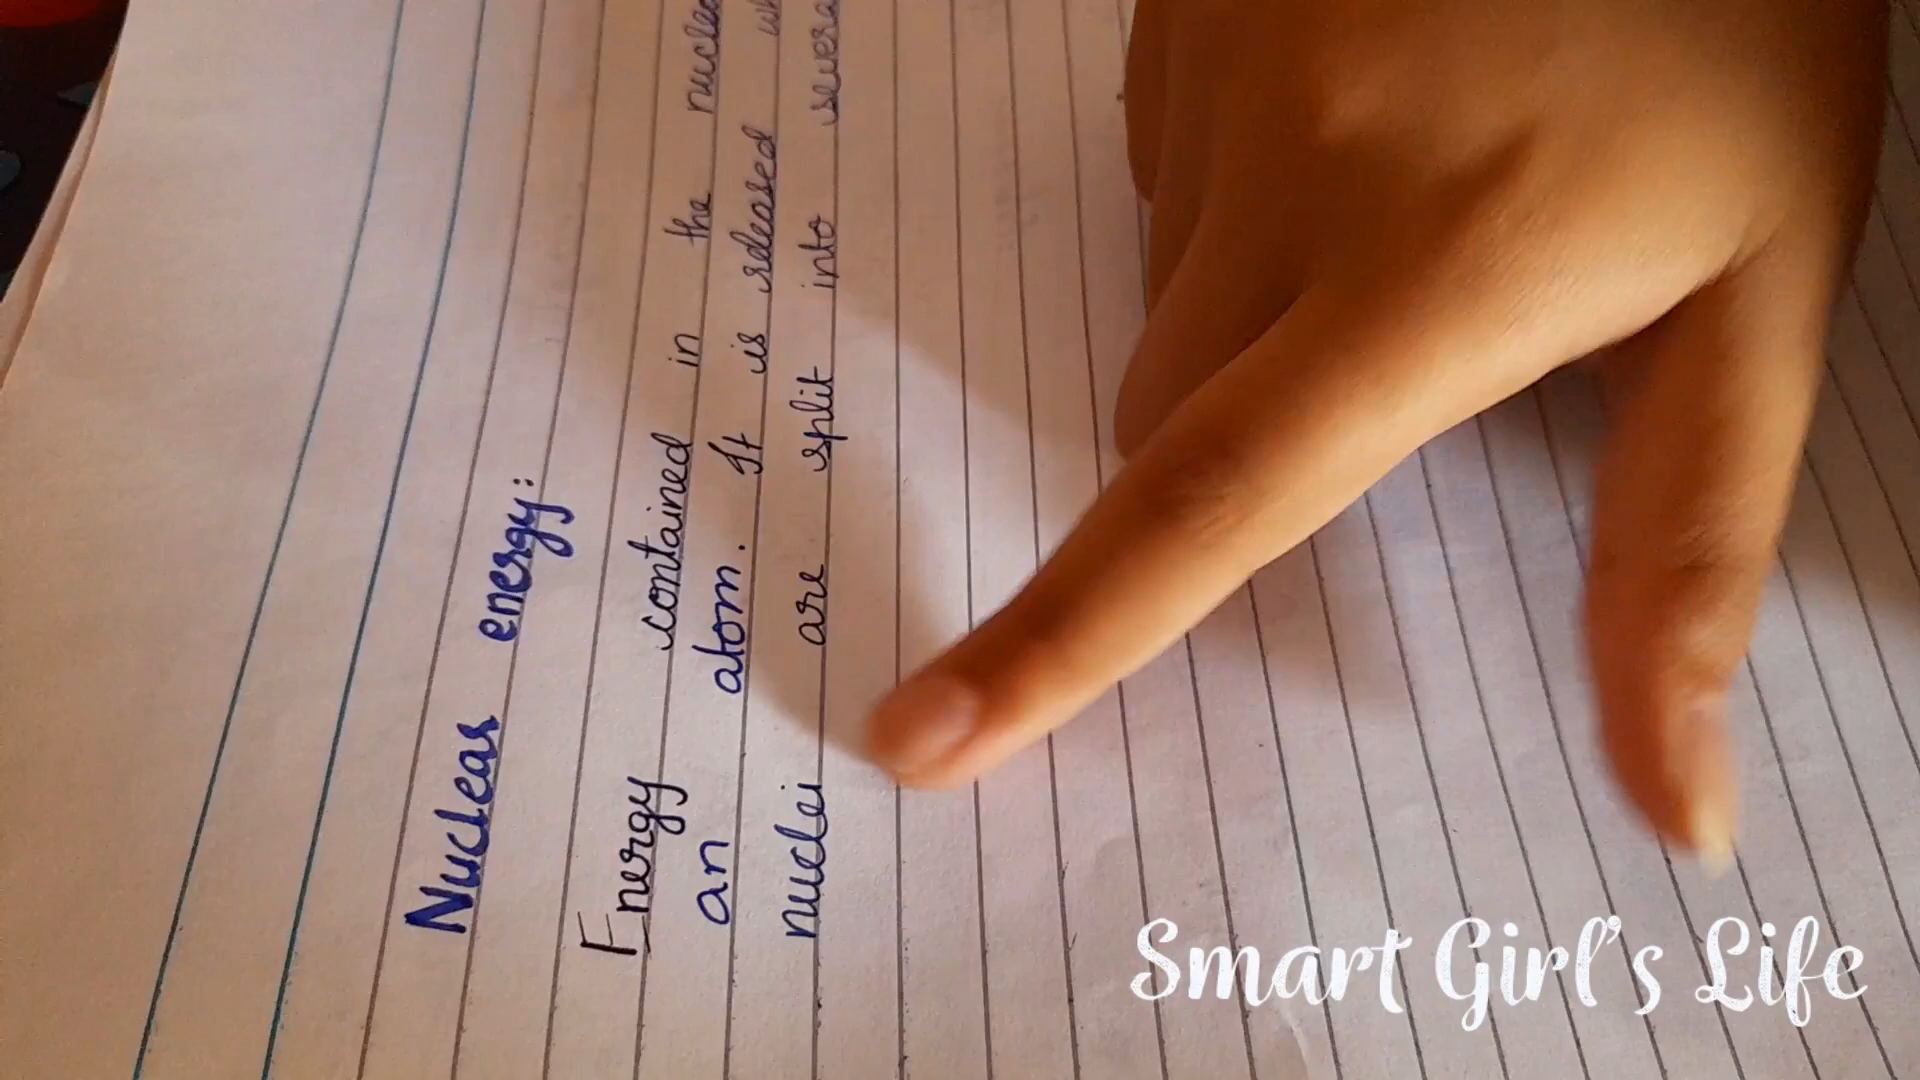 Nuclear energy:
Energy contained in the
an atom. It is released
nuclei are split into
Smart Girl's Life